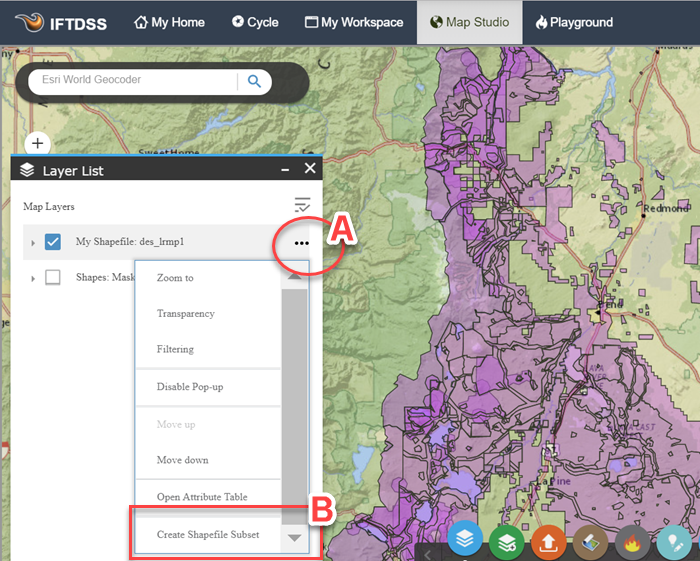 IFTDSS My Home Cycle My Workspace Map Studio Playground
Esri World Geocoder
SweetHome
Layer List
Map Layers
My Shapefile: des_lrmp1
A
Shapes: Mask
Zoom to
Transparency
Filtering
Disable Pop-up
Move up
Move down
Open Attribute Table
Create Shapefile Subset
B
Redmond
Bend
La Pine